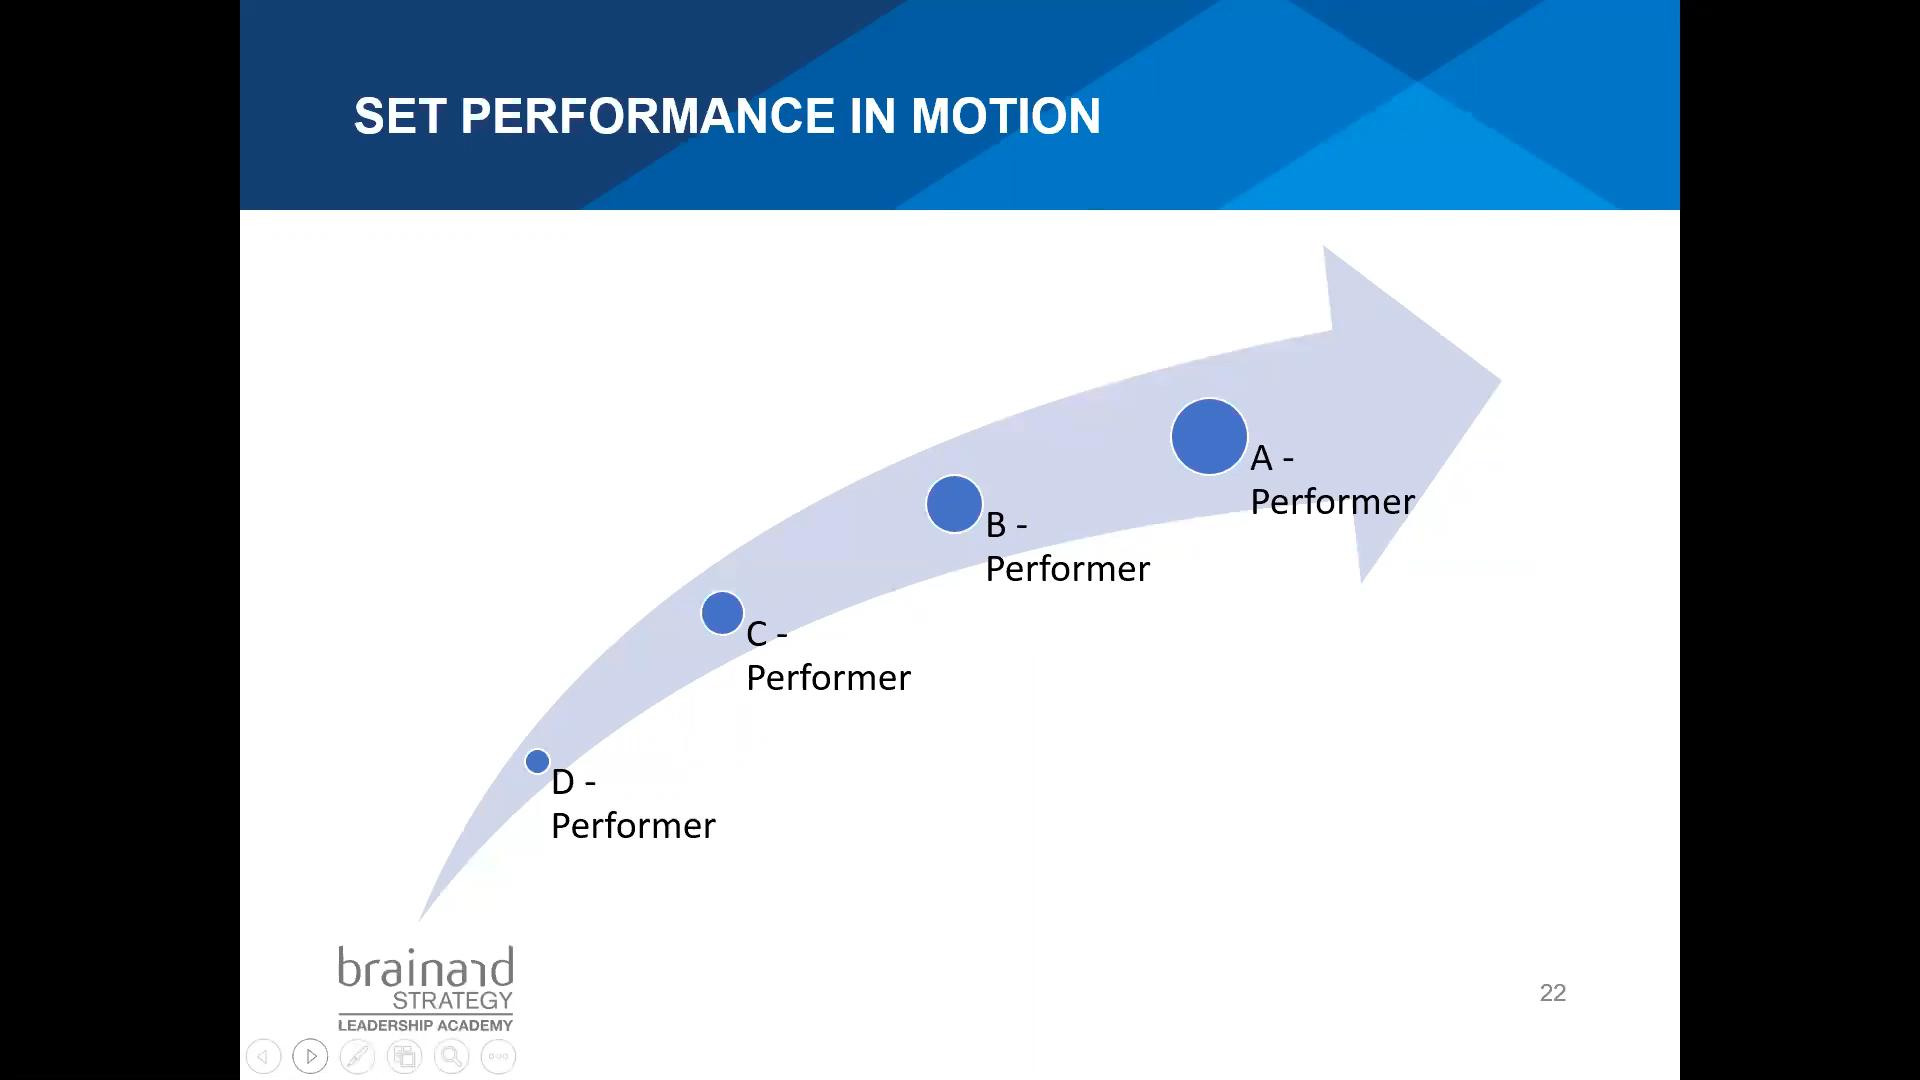 SET PERFORMANCE IN MOTION
A -
Performer
B -
Performer
C -
Performer
D -
Performer
brainard
STRATEGY
LEADERSHIP ACADEMY
22